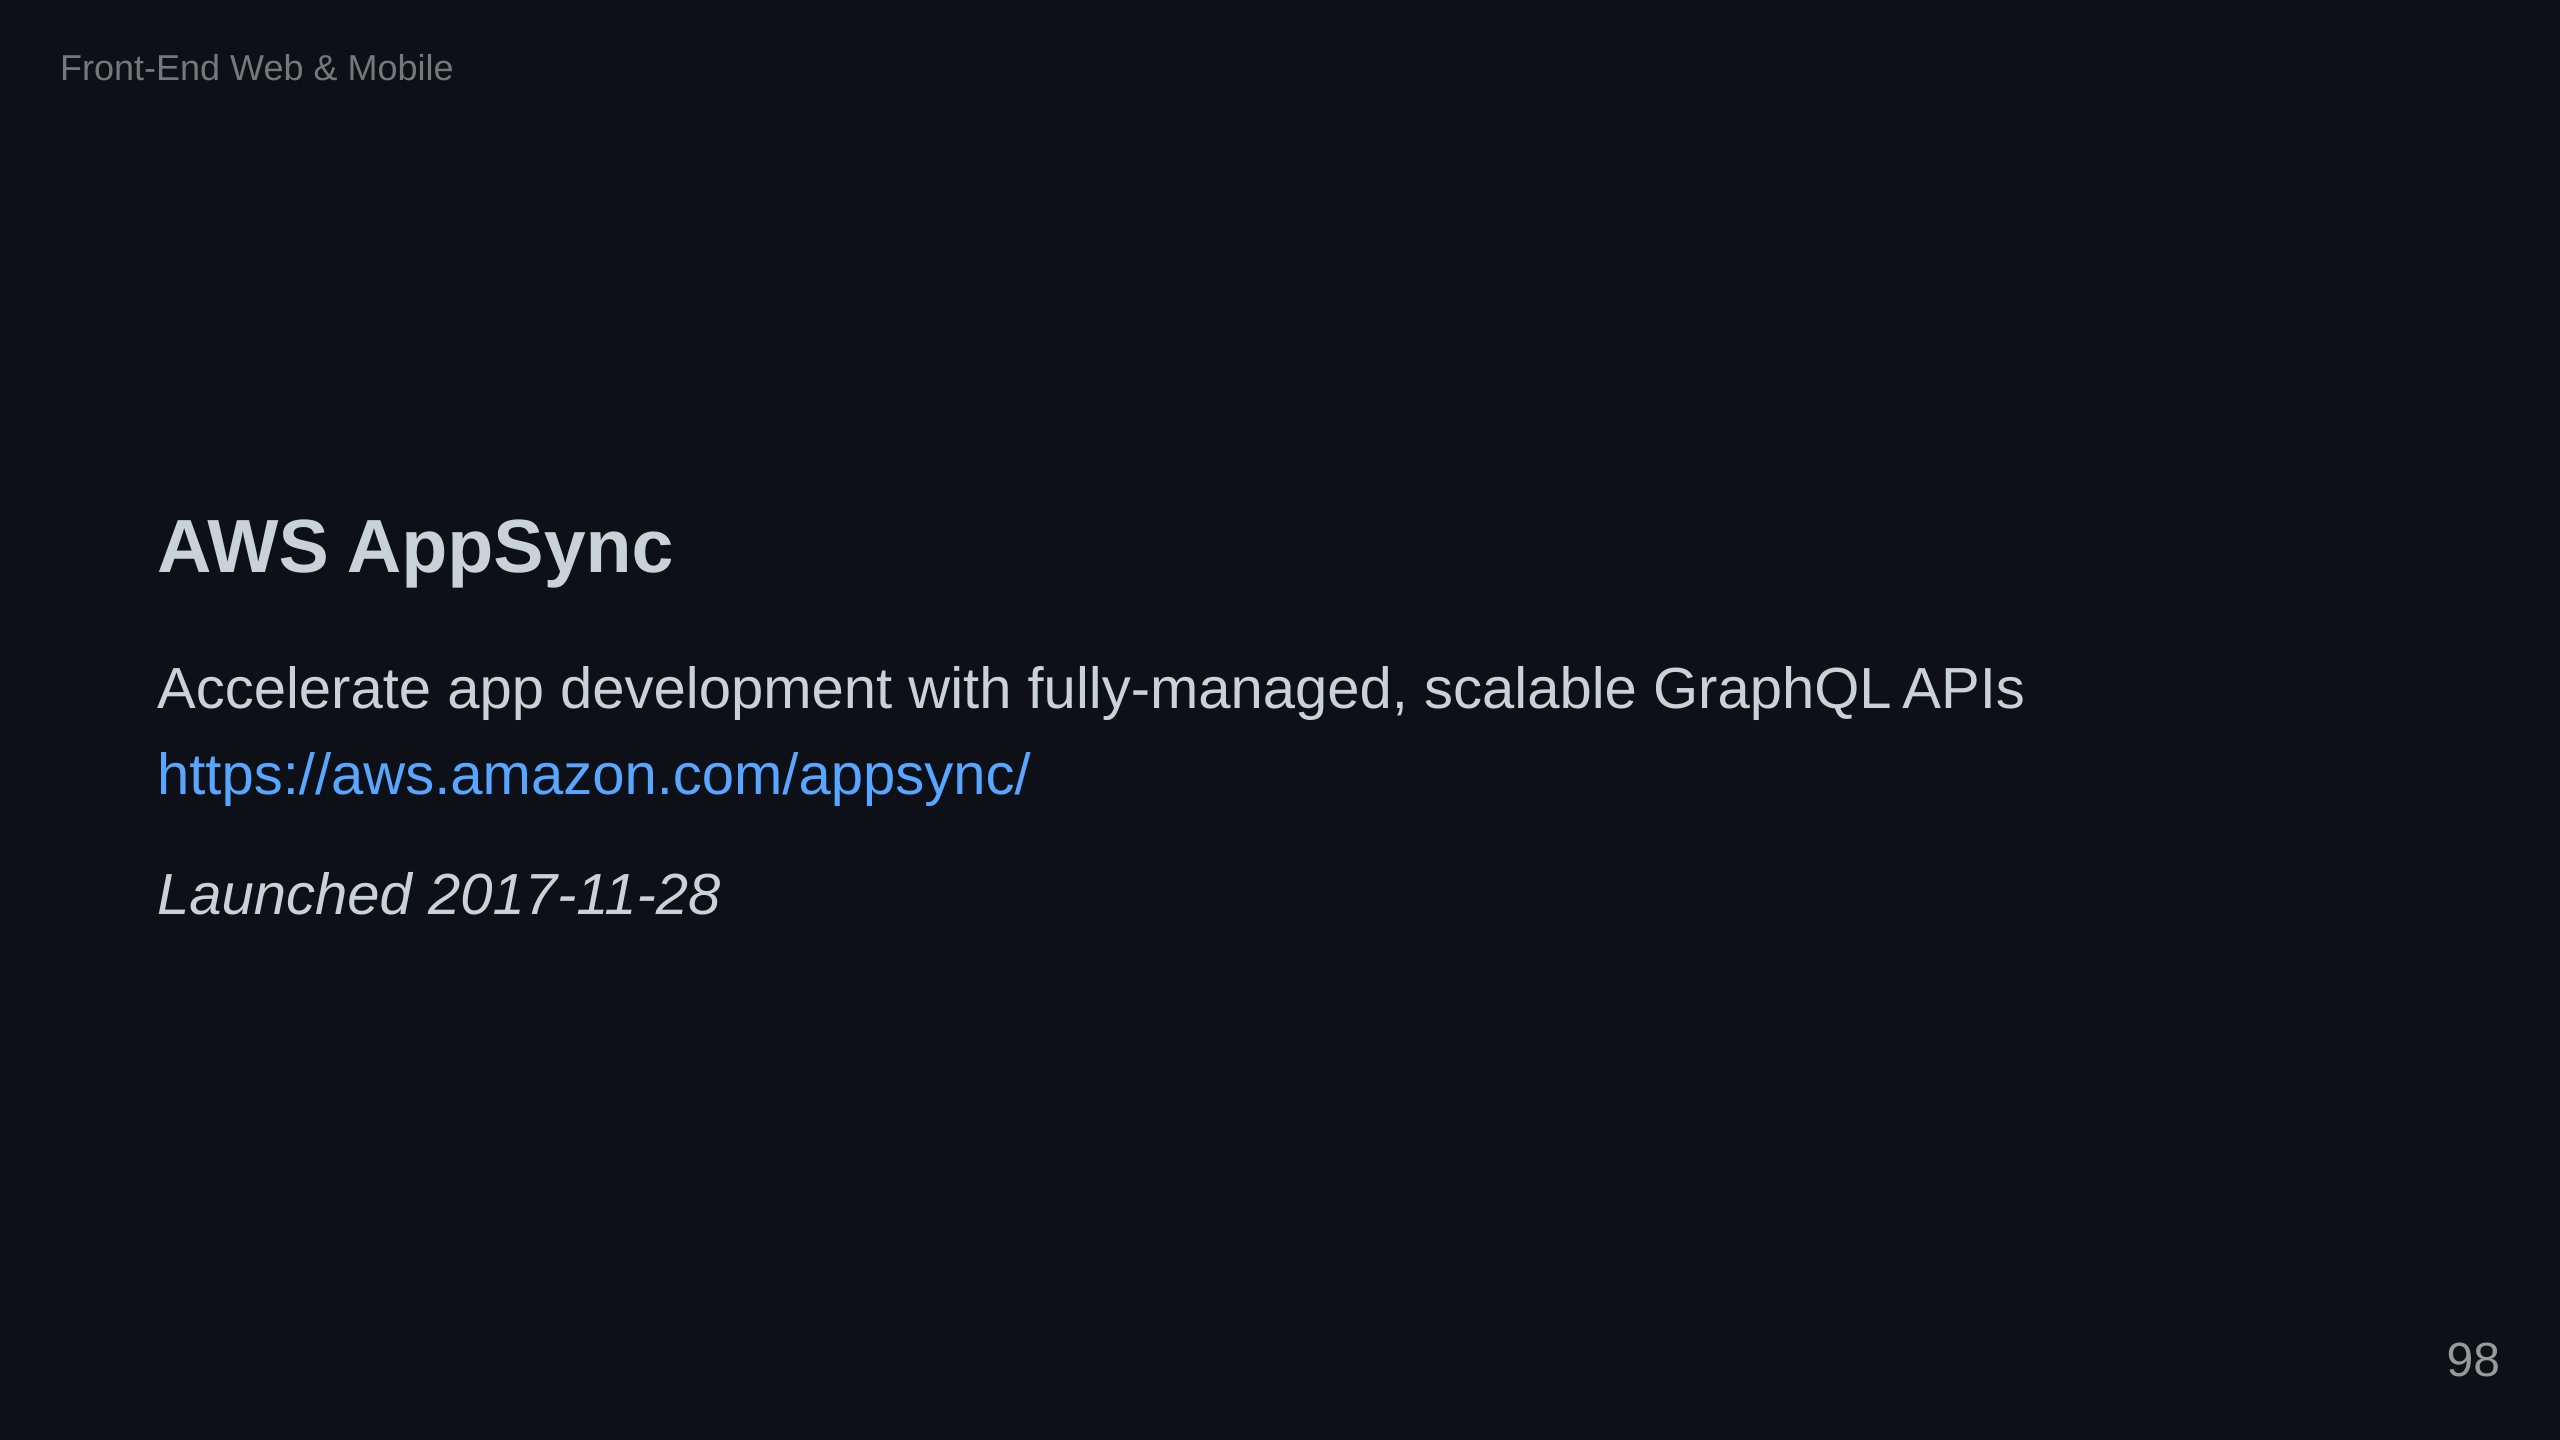 Front-End Web & Mobile
AWS AppSync
Accelerate app development with fully-managed, scalable GraphQL APIs
https://aws.amazon.com/appsync/
Launched 2017-11-28
98